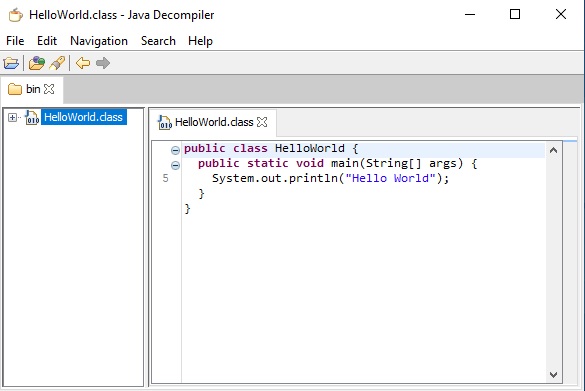 HelloWorld.class - Java Decompiler
File Edit Navigation Search Help
bin
HelloWorld.class
HelloWorld.class
public class HelloWorld {
public static void main(String[] args) {
5 System.out.println("Hello World");
}
}